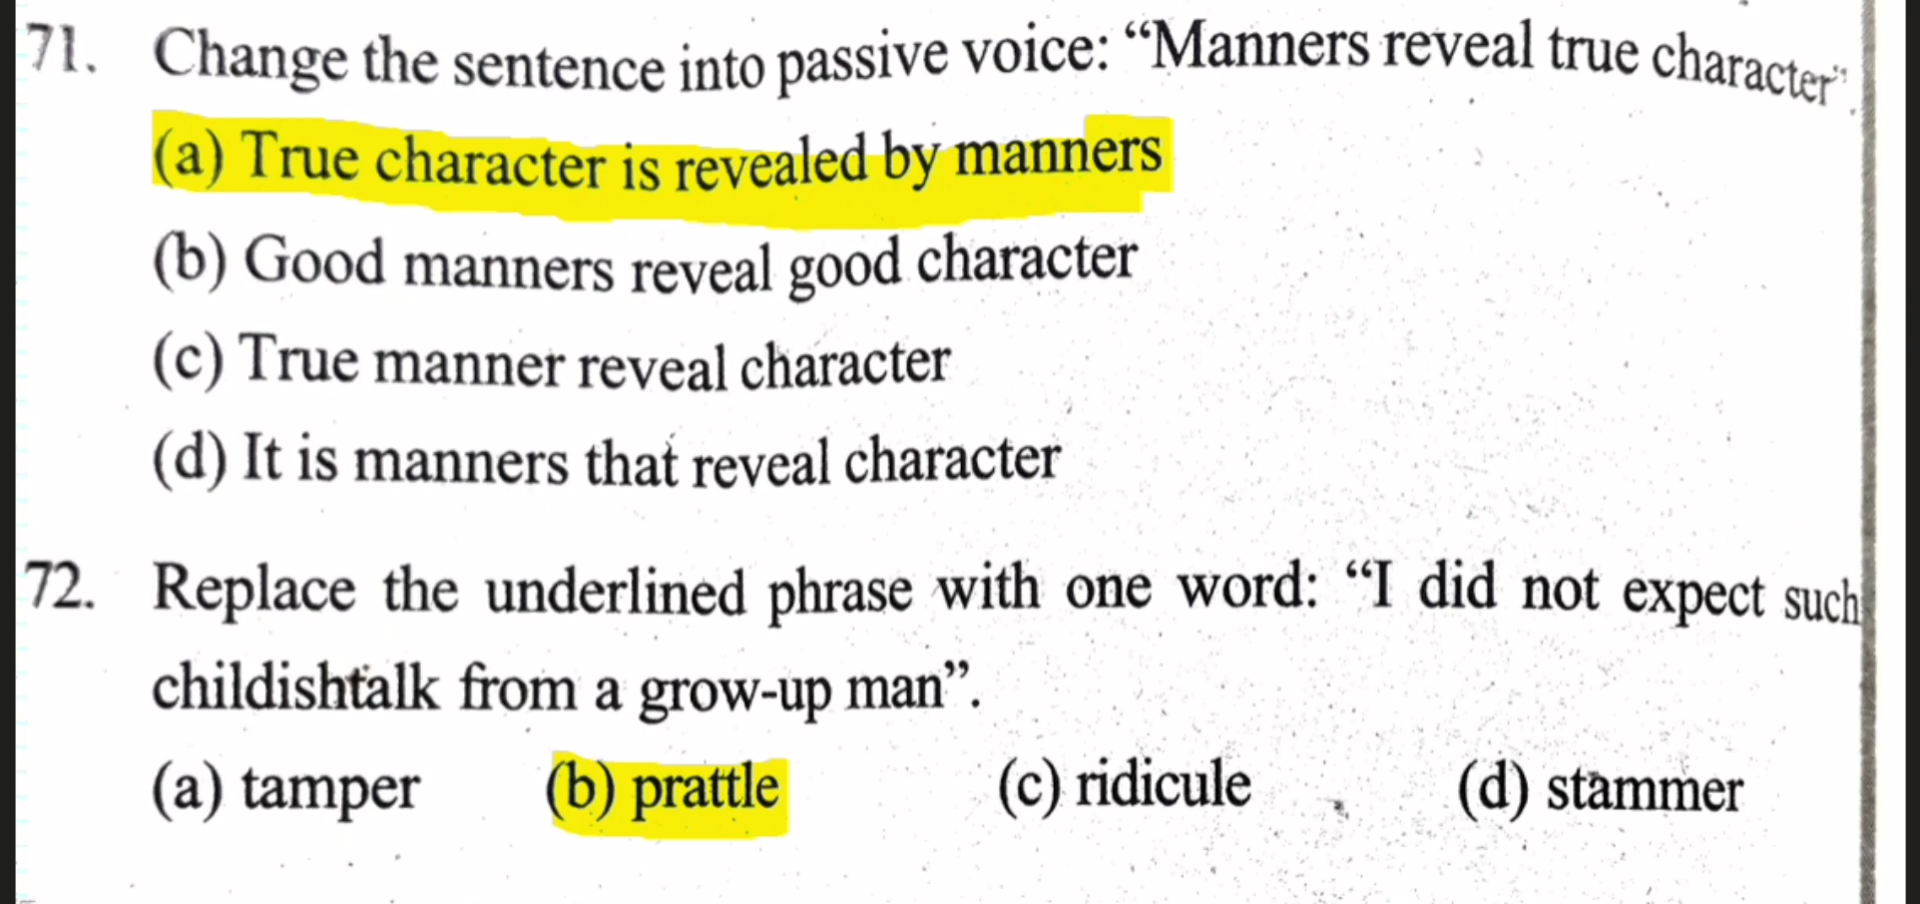 71. Change the sentence into passive voice: “Manners reveal true character”.
(a) True character is revealed by manners
(b) Good manners reveal good character
(c) True manner reveal character
(d) It is manners that reveal character
72. Replace the underlined phrase with one word: “I did not expect such
childishtalk from a grow-up man”.
(a) tamper (b) prattle (c) ridicule (d) stammer